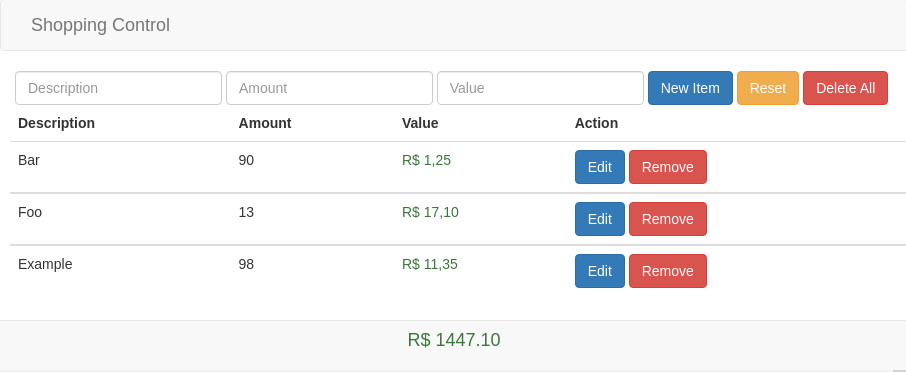 Shopping Control
Description Amount Value New Item Reset Delete All
Description Amount Value Action
Bar 90 R$ 1,25 Edit Remove
Foo 13 R$ 17,10 Edit Remove
Example 98 R$ 11,35 Edit Remove
R$ 1447.10